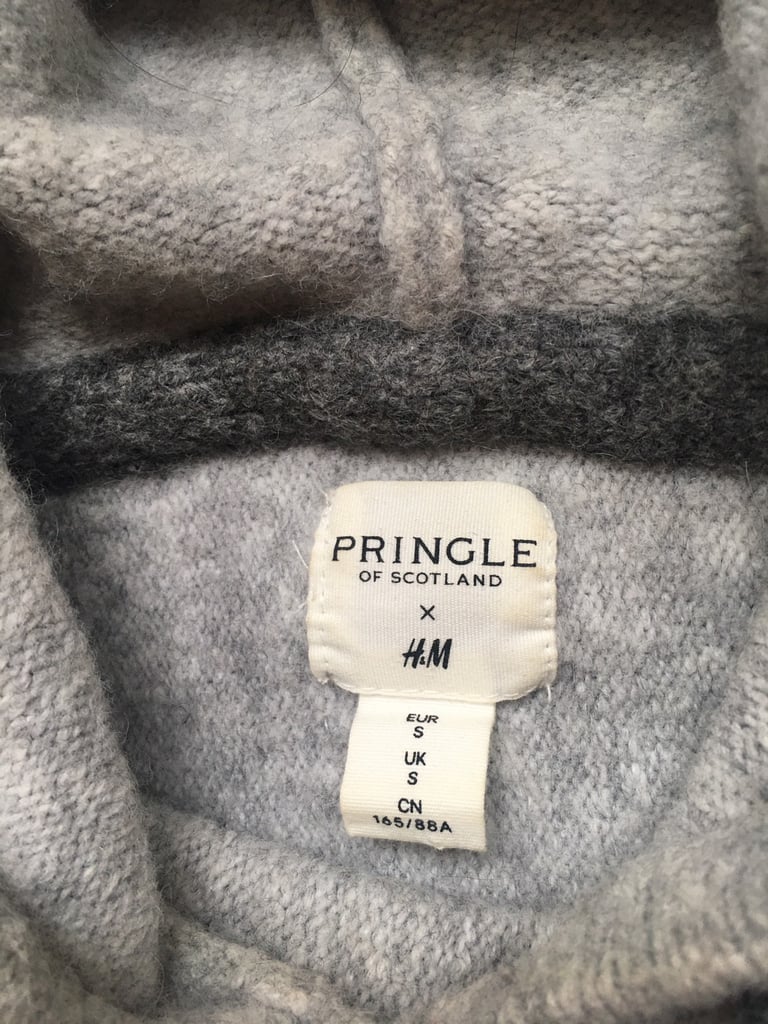 PRINGLE
OF SCOTLAND
×
H&M
EUR
S
UK
S
CN
165/88A